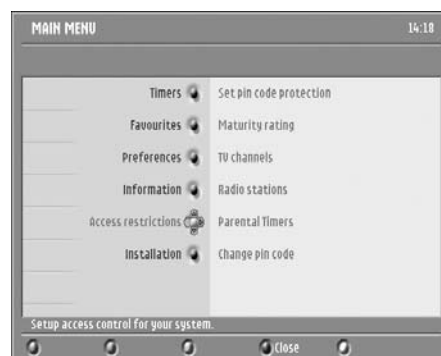 MAIN MENU 14:18
Timers Set pin code protection
Favourites Maturity rating
Preferences TV channels
Information Radio stations
Access restrictions Parental Timers
Installation Change pin code
Setup access control for your system.
Close